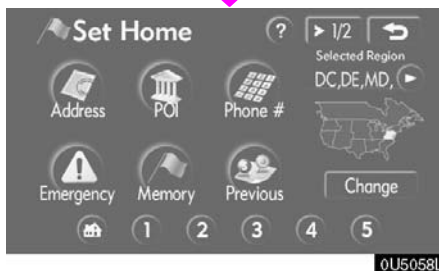 Set Home ? > 1/2
Selected Region
DC,DE,MD,
Address POI Phone #
Emergency Memory Previous
Change
1 2 3 4 5
0U5058L